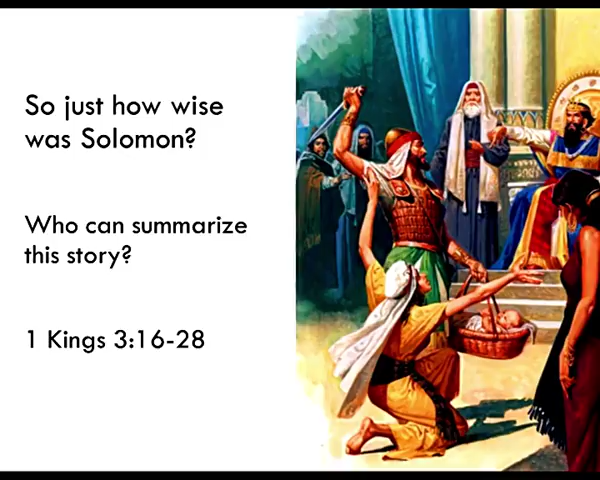 So just how wise
was Solomon?
Who can summarize
this story?
1 Kings 3:16-28